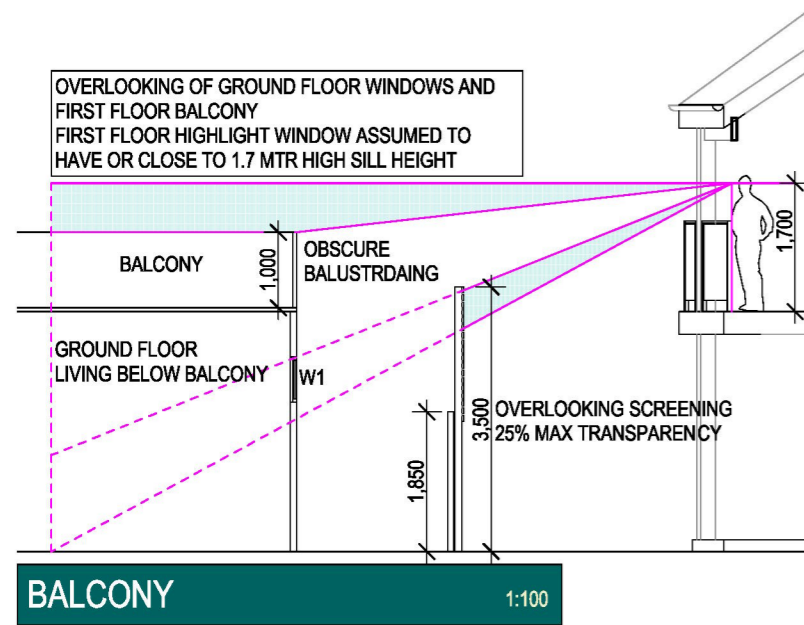 OVERLOOKING OF GROUND FLOOR WINDOWS AND
FIRST FLOOR BALCONY
FIRST FLOOR HIGHLIGHT WINDOW ASSUMED TO
HAVE OR CLOSE TO 1.7 MTR HIGH SILL HEIGHT
BALCONY
1,000
OBSCURE
BALUSTRDAING
1,700
GROUND FLOOR
LIVING BELOW BALCONY
W1
3,500
OVERLOOKING SCREENING
25% MAX TRANSPARENCY
1,850
BALCONY
1:100